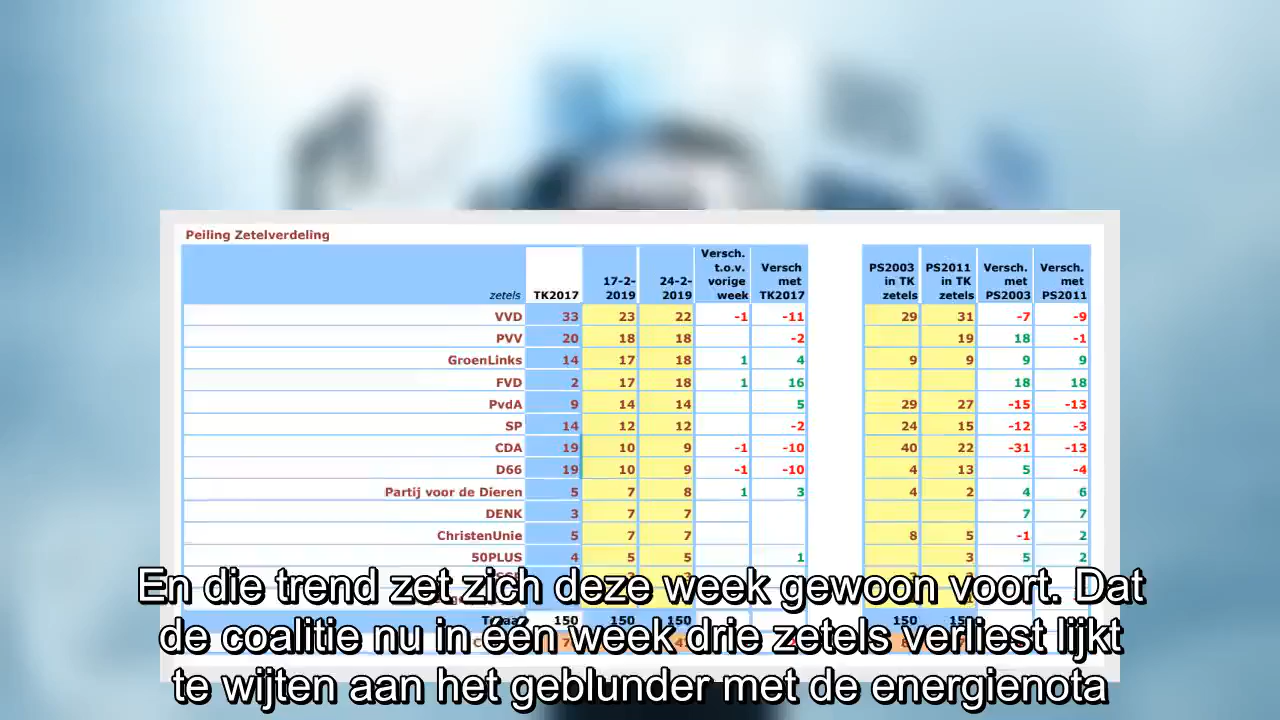 Peiling Zetelverdeling
zetels TK2017 17-2-2019 24-2-2019 Versch. t.o.v. vorige week Versch met TK2017 PS2003 in TK zetels PS2011 in TK zetels Versch. met PS2003 Versch. met PS2011
VVD 33 23 22 -1 -11 29 31 -7 -9
PVV 20 18 18 -2 19 18 -1
GroenLinks 14 17 18 1 4 9 9 9 9
FVD 2 17 18 1 16 18 18
PvdA 9 14 14 5 29 27 -15 -13
SP 14 12 12 -2 24 15 -12 -3
CDA 19 10 9 -1 -10 40 22 -31 -13
D66 19 10 9 -1 -10 4 13 5 -4
Partij voor de Dieren 5 7 8 1 3 4 2 4 6
DENK 3 7 7 7 7
ChristenUnie 5 7 7 8 5 -1 2
50PLUS 4 5 5 1 3 5 2
En die trend zet zich deze week gewoon voort. Dat
150 150 150 150 150
de coalitie nu in één week drie zetels verliest lijkt
te wijten aan het geblunder met de energienota